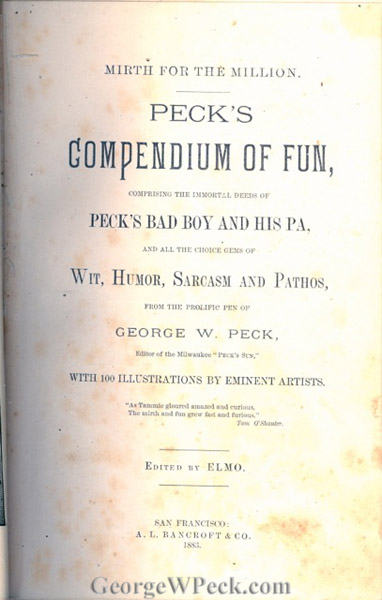 MIRTH FOR THE MILLION.
PECK'S
COMPENDIUM OF FUN,
COMPRISING THE IMMORTAL DEEDS OF
PECK'S BAD BOY AND HIS PA,
AND ALL THE CHOICE GEMS OF
WIT, HUMOR, SARCASM AND PATHOS,
FROM THE PROLIFIC PEN OF
GEORGE W. PECK,
Editor of the Milwaukee "PECK'S SUN,"
WITH 100 ILLUSTRATIONS BY EMINENT ARTISTS.
"As Tammie gloured amazed and curious,
The mirth and fun grew fast and furious."
Tam O'Shanter.
EDITED BY ELMO.
SAN FRANCISCO:
A. L. BANCROFT & CO.
1883.
GeorgeWPeck.com